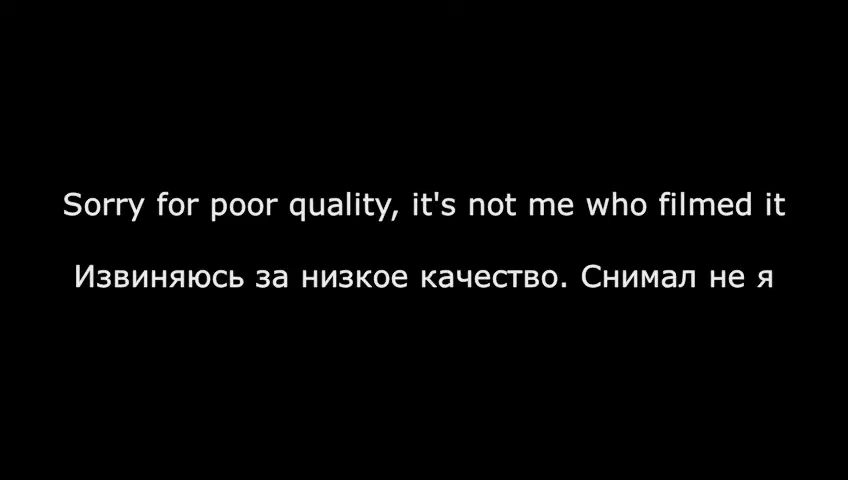 Sorry for poor quality, it's not me who filmed it
Извиняюсь за низкое качество. Снимал не я